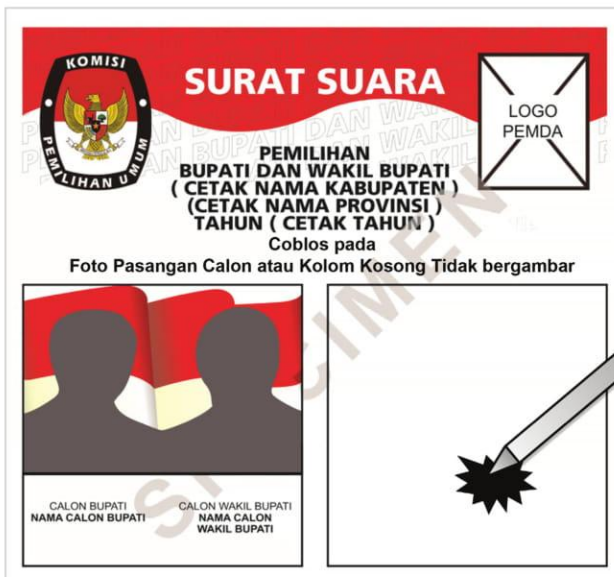 KOMISI
PEMILIHAN UMUM
SURAT SUARA
LOGO
PEMDA
PEMILIHAN
BUPATI DAN WAKIL BUPATI
( CETAK NAMA KABUPATEN )
(CETAK NAMA PROVINSI )
TAHUN ( CETAK TAHUN )
Coblos pada
Foto Pasangan Calon atau Kolom Kosong Tidak bergambar
SPECIMEN
CALON BUPATI
NAMA CALON BUPATI
CALON WAKIL BUPATI
NAMA CALON
WAKIL BUPATI